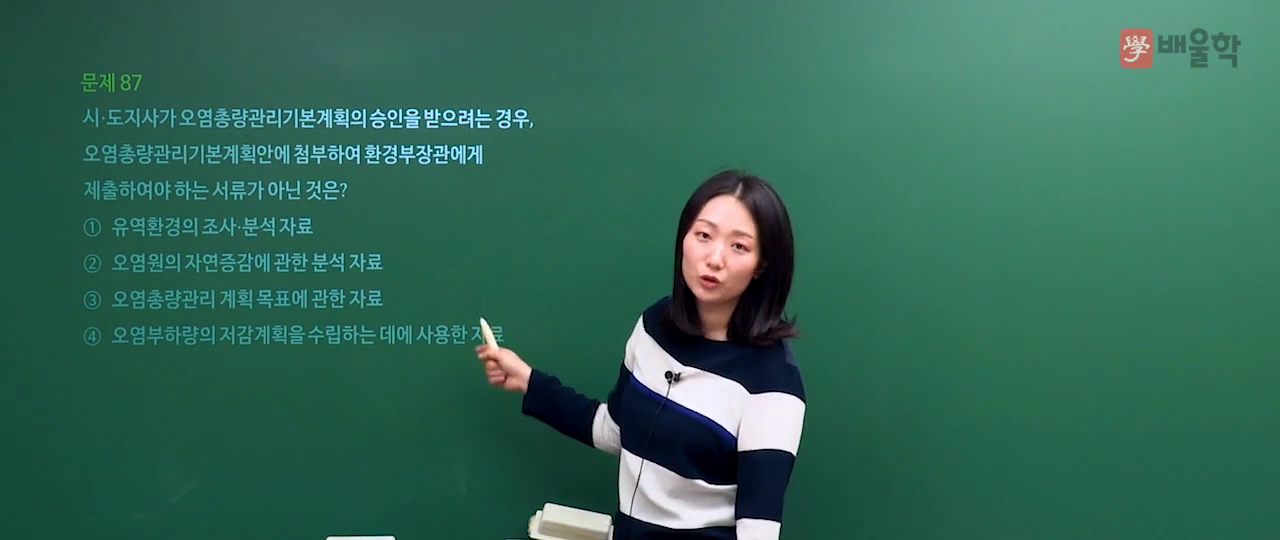 學 배울학
문제 87
시·도지사가 오염총량관리기본계획의 승인을 받으려는 경우,
오염총량관리기본계획안에 첨부하여 환경부장관에게
제출하여야 하는 서류가 아닌 것은?
① 유역환경의 조사·분석 자료
② 오염원의 자연증감에 관한 분석 자료
③ 오염총량관리 계획 목표에 관한 자료
④ 오염부하량의 저감계획을 수립하는 데에 사용한 자료